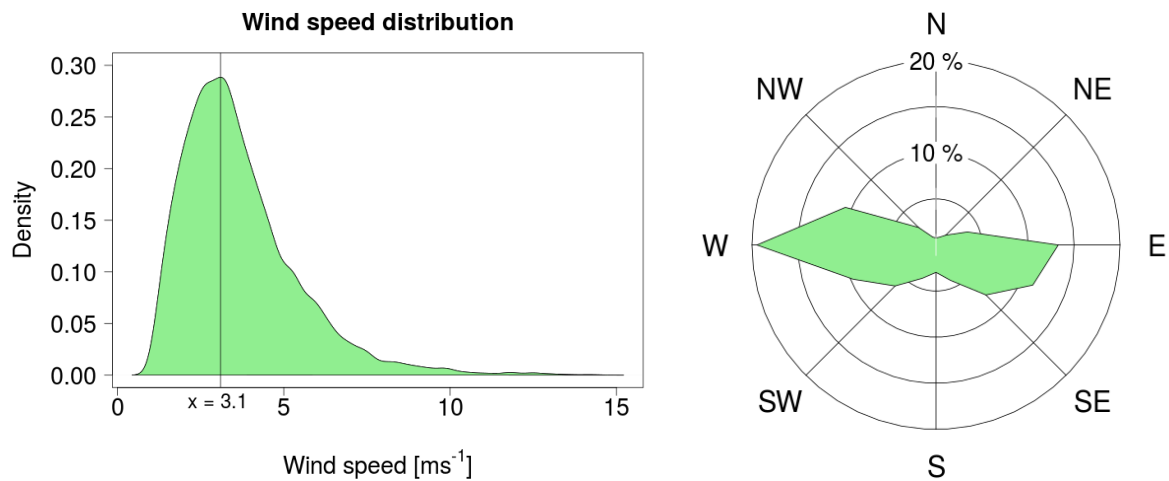 Wind speed distribution
Density
0.30
0.25
0.20
0.15
0.10
0.05
0.00
0
x = 3.1
5
10
15
Wind speed [ms⁻¹]
N
20 %
NW
NE
10 %
W
E
SW
SE
S